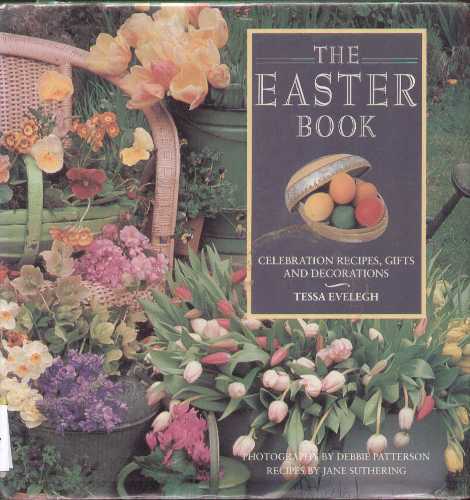 THE
EASTER
BOOK
CELEBRATION RECIPES, GIFTS
AND DECORATIONS
TESSA EVELEGH
PHOTOGRAPHY BY DEBBIE PATTERSON
RECIPES BY JANE SUTHERING